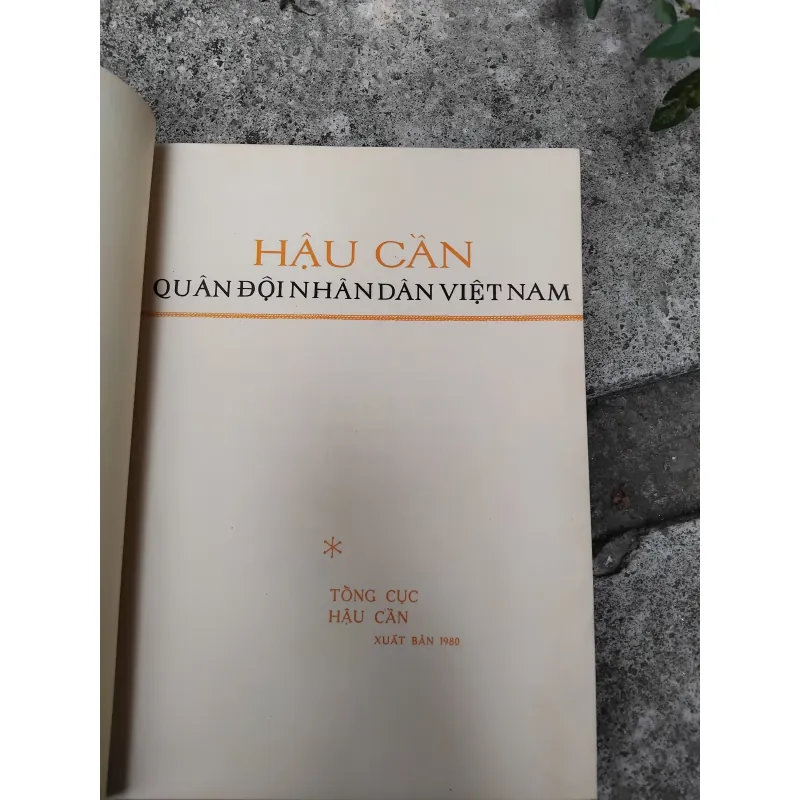 HẬU CẦN
QUÂN ĐỘI NHÂN DÂN VIỆT NAM
TỔNG CỤC
HẬU CẦN
XUẤT BẢN 1980